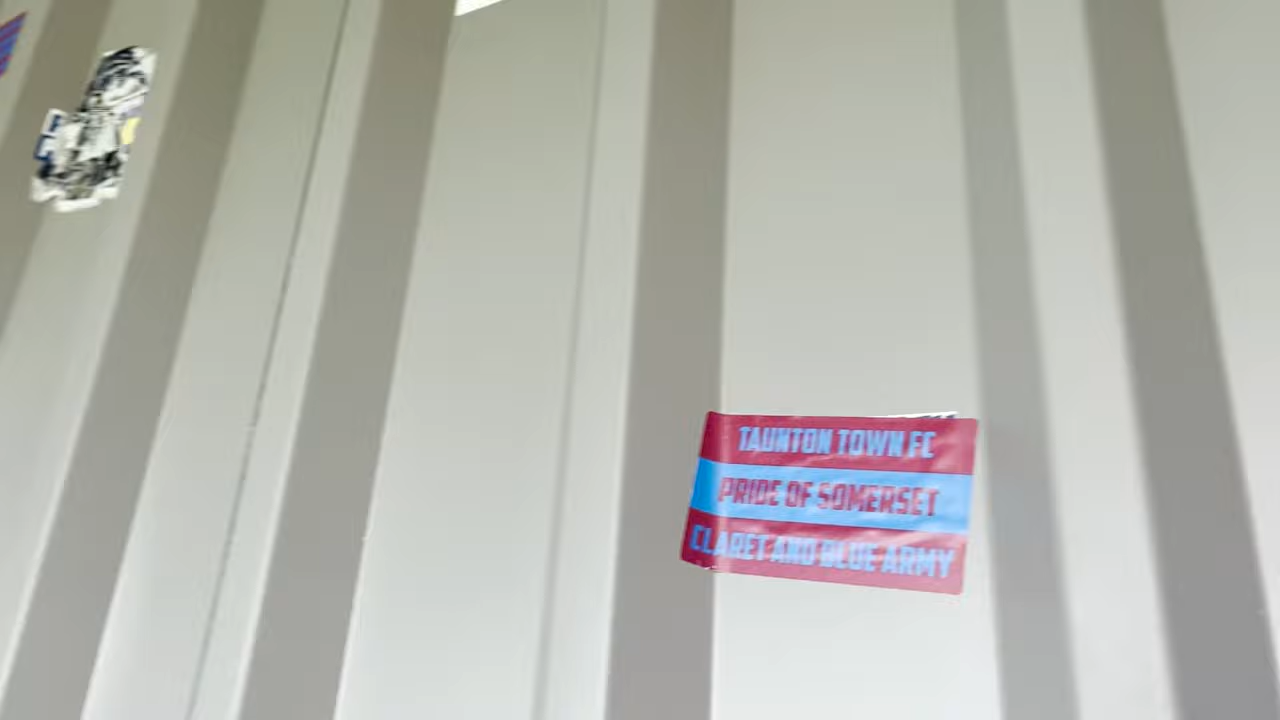 TAUNTON TOWN FC
PRIDE OF SOMERSET
CLARET AND BLUE ARMY